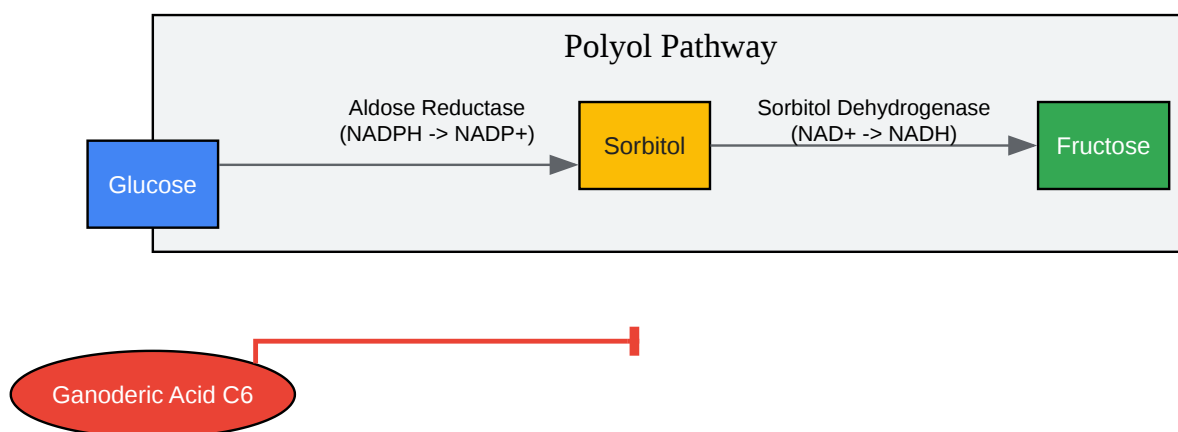 Polyol Pathway
Aldose Reductase
(NADPH -> NADP+)
Sorbitol Dehydrogenase
(NAD+ -> NADH)
Glucose
Sorbitol
Fructose
Ganoderic Acid C6